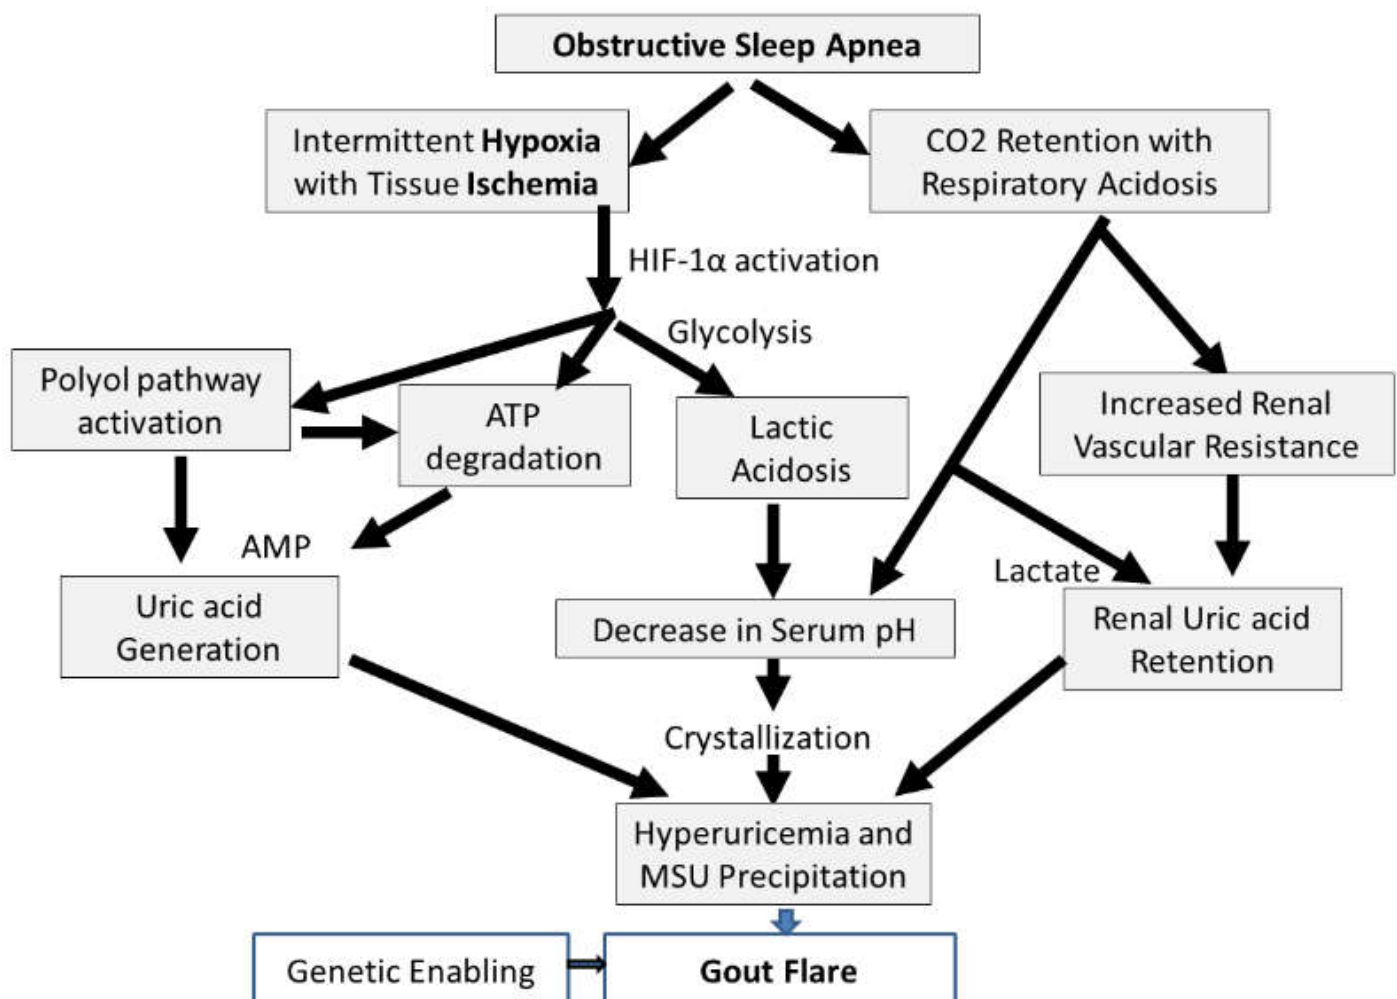 Obstructive Sleep Apnea
Intermittent Hypoxia
with Tissue Ischemia
CO2 Retention with
Respiratory Acidosis
HIF-1α activation
Glycolysis
Polyol pathway
activation
ATP
degradation
Lactic
Acidosis
Increased Renal
Vascular Resistance
AMP
Lactate
Uric acid
Generation
Decrease in Serum pH
Renal Uric acid
Retention
Crystallization
Hyperuricemia and
MSU Precipitation
Genetic Enabling
Gout Flare